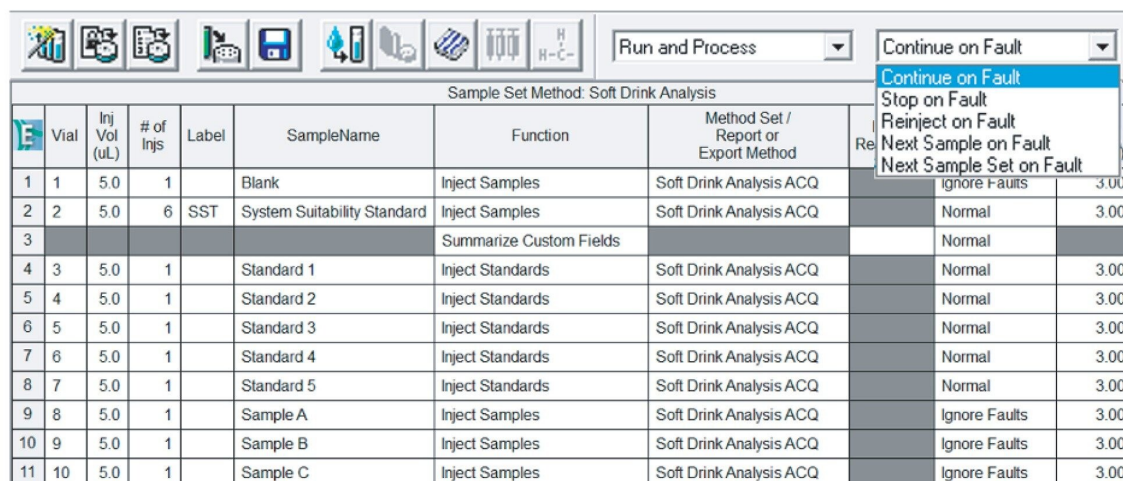 Run and Process
Continue on Fault
Continue on Fault
Stop on Fault
Reinject on Fault
Next Sample on Fault
Next Sample Set on Fault
H
H-C-
Sample Set Method: Soft Drink Analysis
Vial Inj Vol (uL) # of Injs Label SampleName Function Method Set / Report or Export Method
1 1 5.0 1 Blank Inject Samples Soft Drink Analysis ACQ Ignore Faults 3.00
2 2 5.0 6 SST System Suitability Standard Inject Samples Soft Drink Analysis ACQ Normal 3.00
3 Summarize Custom Fields Normal
4 3 5.0 1 Standard 1 Inject Standards Soft Drink Analysis ACQ Normal 3.00
5 4 5.0 1 Standard 2 Inject Standards Soft Drink Analysis ACQ Normal 3.00
6 5 5.0 1 Standard 3 Inject Standards Soft Drink Analysis ACQ Normal 3.00
7 6 5.0 1 Standard 4 Inject Standards Soft Drink Analysis ACQ Normal 3.00
8 7 5.0 1 Standard 5 Inject Standards Soft Drink Analysis ACQ Normal 3.00
9 8 5.0 1 Sample A Inject Samples Soft Drink Analysis ACQ Ignore Faults 3.00
10 9 5.0 1 Sample B Inject Samples Soft Drink Analysis ACQ Ignore Faults 3.00
11 10 5.0 1 Sample C Inject Samples Soft Drink Analysis ACQ Ignore Faults 3.00